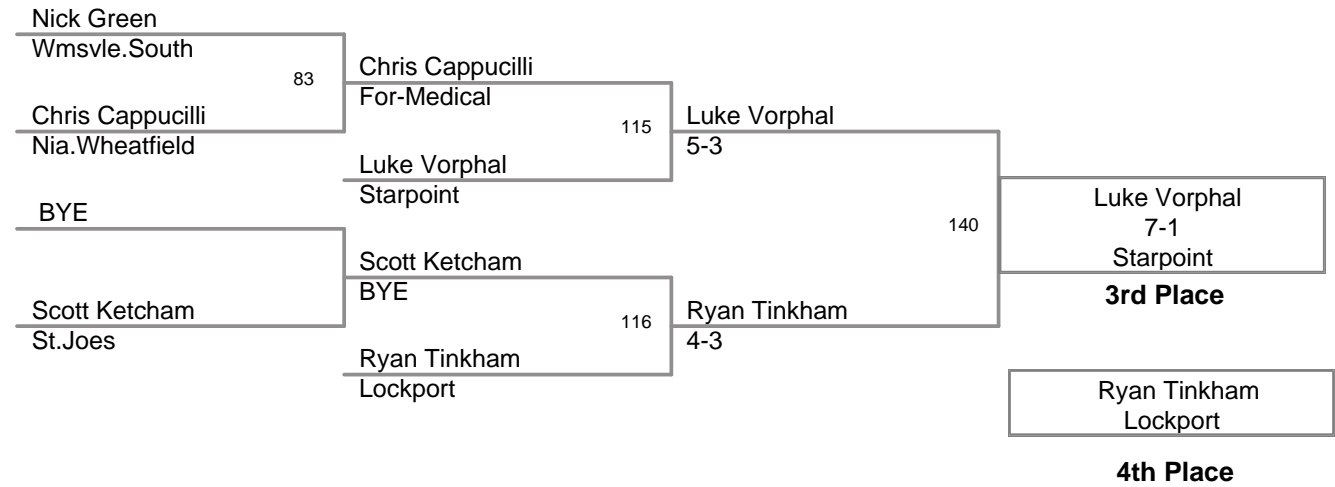 Nick Green
Wmsvle.South
83
Chris Cappucilli
For-Medical
Chris Cappucilli
Nia.Wheatfield
115
Luke Vorphal
5-3
Luke Vorphal
Starpoint
BYE
140
Luke Vorphal
7-1
Starpoint
3rd Place
Scott Ketcham
BYE
Scott Ketcham
St.Joes
116
Ryan Tinkham
4-3
Ryan Tinkham
Lockport
Ryan Tinkham
Lockport
4th Place